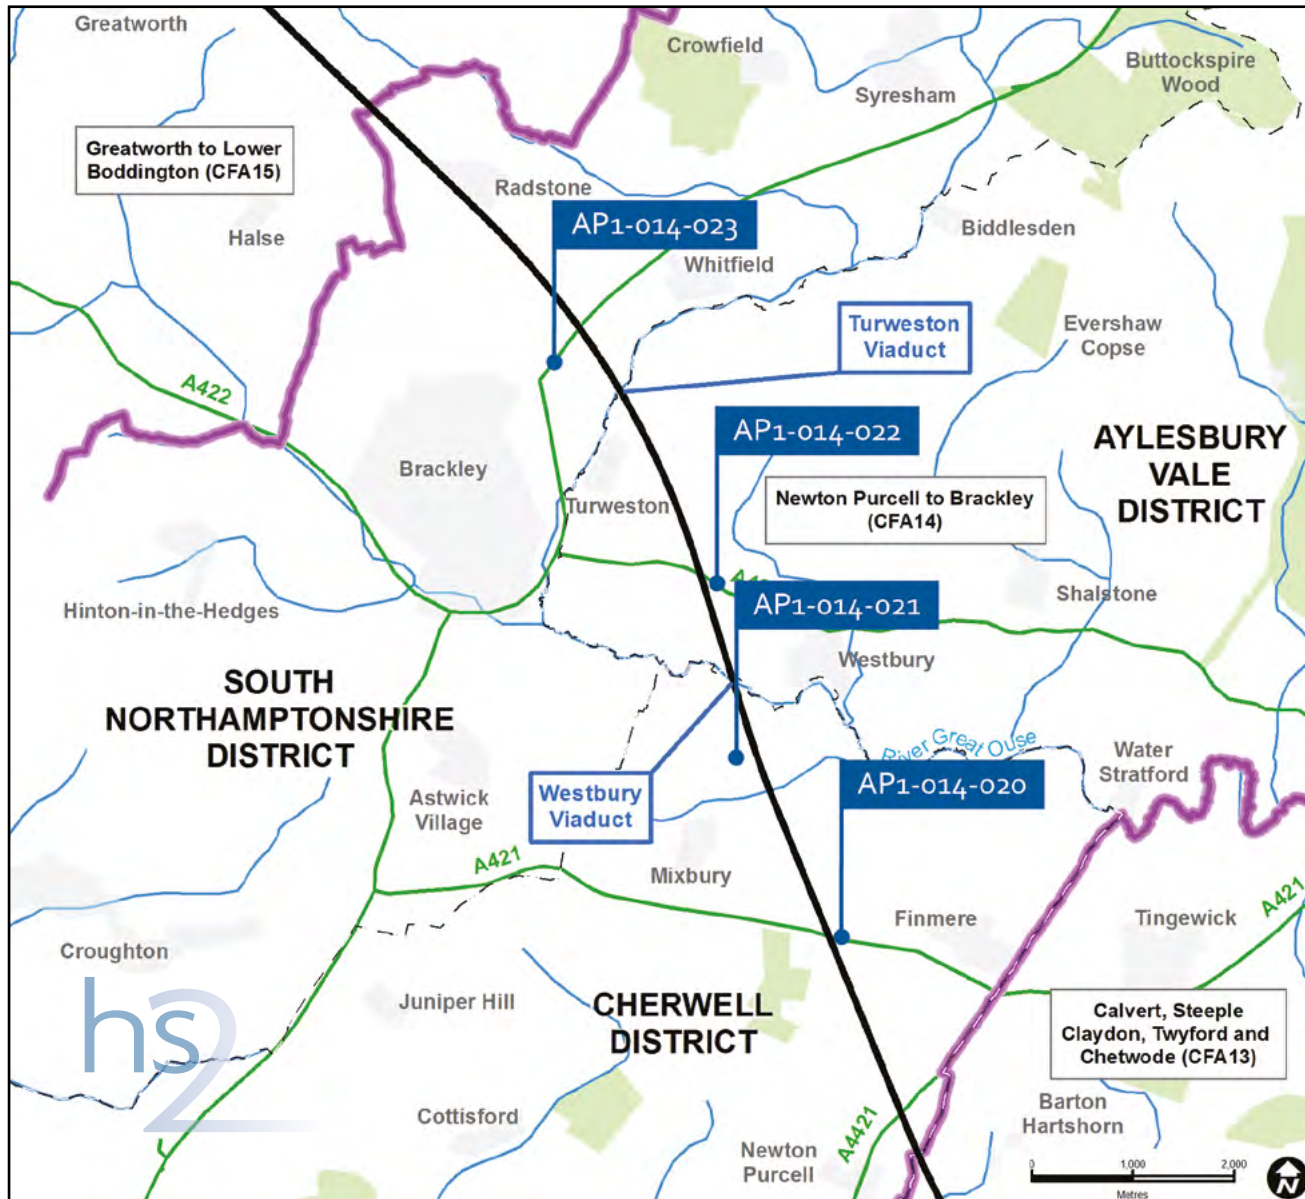 Greatworth
Crowfield
Buttockspire
Wood
Syresham
Greatworth to Lower
Boddington (CFA15)
Radstone
AP1-014-023
Halse
Biddlesden
Whitfield
Turweston
Viaduct
Evershaw
Copse
A422
AP1-014-022
AYLESBURY
VALE
DISTRICT
Brackley
Newton Purcell to Brackley
(CFA14)
Turweston
AP1-014-021
Shalstone
Hinton-in-the-Hedges
Westbury
SOUTH
NORTHAMPTONSHIRE
DISTRICT
River Great Ouse
Water
Stratford
AP1-014-020
Westbury
Viaduct
Astwick
Village
A421
Mixbury
Finmere
Tingewick
A421
Croughton
hs2
Juniper Hill
CHERWELL
DISTRICT
Calvert, Steeple
Claydon, Twyford and
Chetwode (CFA13)
Cottisford
Barton
Hartshorn
A4421
Newton
Purcell
0 1,000 2,000
Metres
N